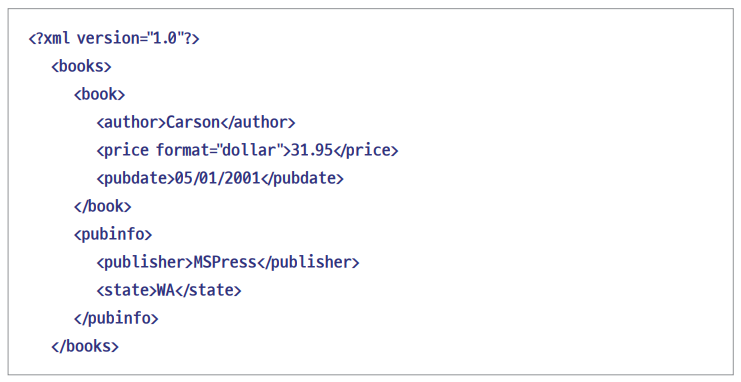 <?xml version="1.0"?>
<books>
<book>
<author>Carson</author>
<price format="dollar">31.95</price>
<pubdate>05/01/2001</pubdate>
</book>
<pubinfo>
<publisher>MSPress</publisher>
<state>WA</state>
</pubinfo>
</books>